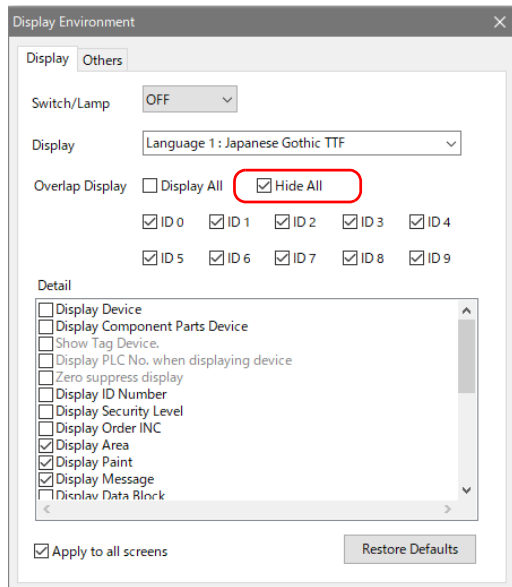 Display Environment
Display Others
Switch/Lamp OFF
Display Language 1 : Japanese Gothic TTF
Overlap Display Display All Hide All
ID 0 ID 1 ID 2 ID 3 ID 4
ID 5 ID 6 ID 7 ID 8 ID 9
Detail
Display Device
Display Component Parts Device
Show Tag Device.
Display PLC No. when displaying device
Zero suppress display
Display ID Number
Display Security Level
Display Order INC
Display Area
Display Paint
Display Message
Display Data Block
Apply to all screens Restore Defaults